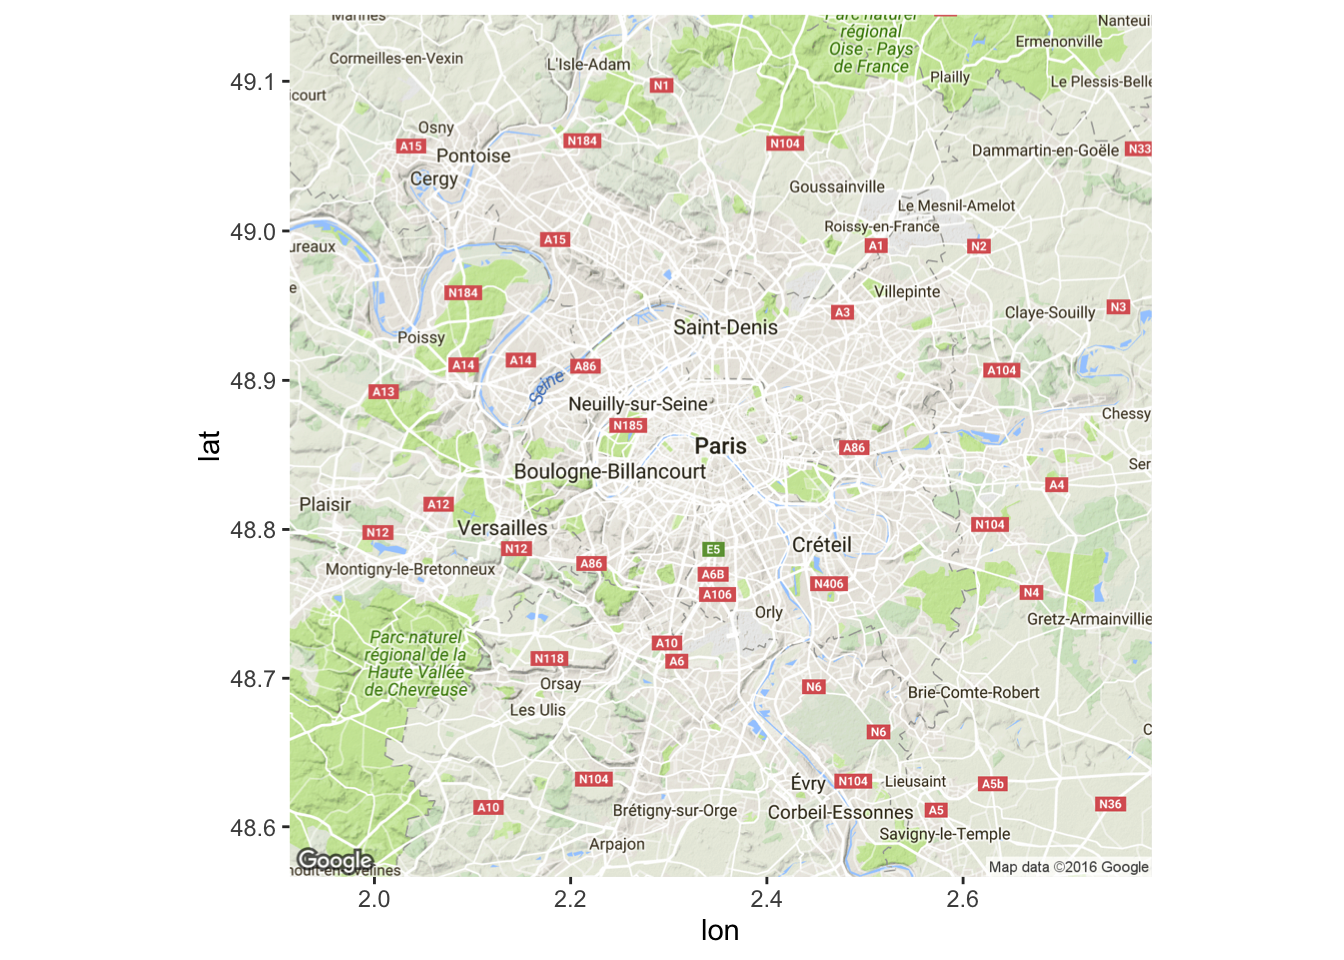 Marines
Parc naturel
régional
Oise - Pays
de France
Nanteuil
Ermenonville
Cormeilles-en-Vexin
L'Isle-Adam
Plailly
Le Plessis-Belle
49.1
N1
court
Osny
A15
N184
N104
Pontoise
Dammartin-en-Goële
N33
Cergy
Goussainville
Le Mesnil-Amelot
Roissy-en-France
49.0
A15
A1
N2
ureaux
e
N184
Villepinte
A3
Claye-Souilly
N3
Saint-Denis
Poissy
A14
A14
A86
A104
48.9
A13
Seine
Neuilly-sur-Seine
Chessy
N185
lat
Paris
A86
Boulogne-Billancourt
Ser
A4
Plaisir
A12
N104
48.8
N12
Versailles
N12
E5
Créteil
A86
Montigny-le-Bretonneux
A6B
N406
A106
N4
Orly
Gretz-Armainvillie
Parc naturel
régional de la
Haute Vallée
de Chevreuse
A10
N118
A6
48.7
Orsay
N6
Brie-Comte-Robert
Les Ulis
N6
C
N104
Évry
N104
Lieusaint
A5b
A10
Brétigny-sur-Orge
Corbeil-Essonnes
A5
N36
48.6
Savigny-le-Temple
Arpajon
Google
nouit-en-Yvelines
Map data ©2016 Google
2.0
2.2
2.4
2.6
lon